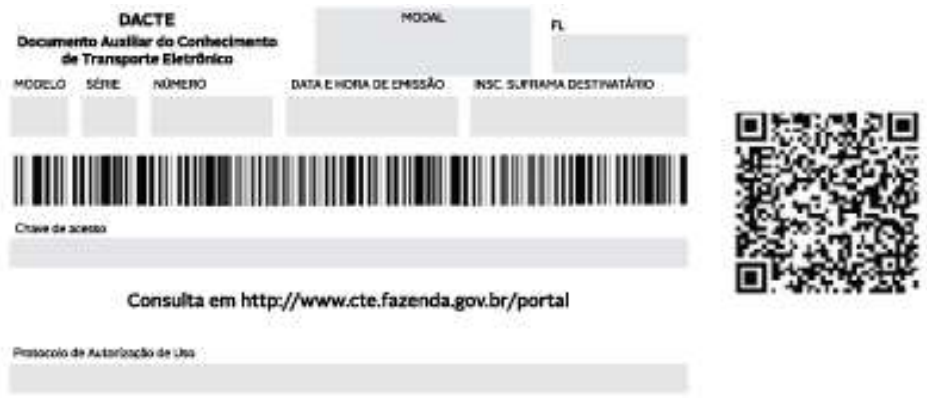 DACTE
Documento Auxiliar do Conhecimento
de Transporte Eletrônico
MODAL
FL
MODELO SÉRIE NÚMERO DATA E HORA DE EMISSÃO INSC. SUFRAMA DESTINATÁRIO
Chave de acesso
Consulta em http://www.cte.fazenda.gov.br/portal
Protocolo de Autorização de Uso